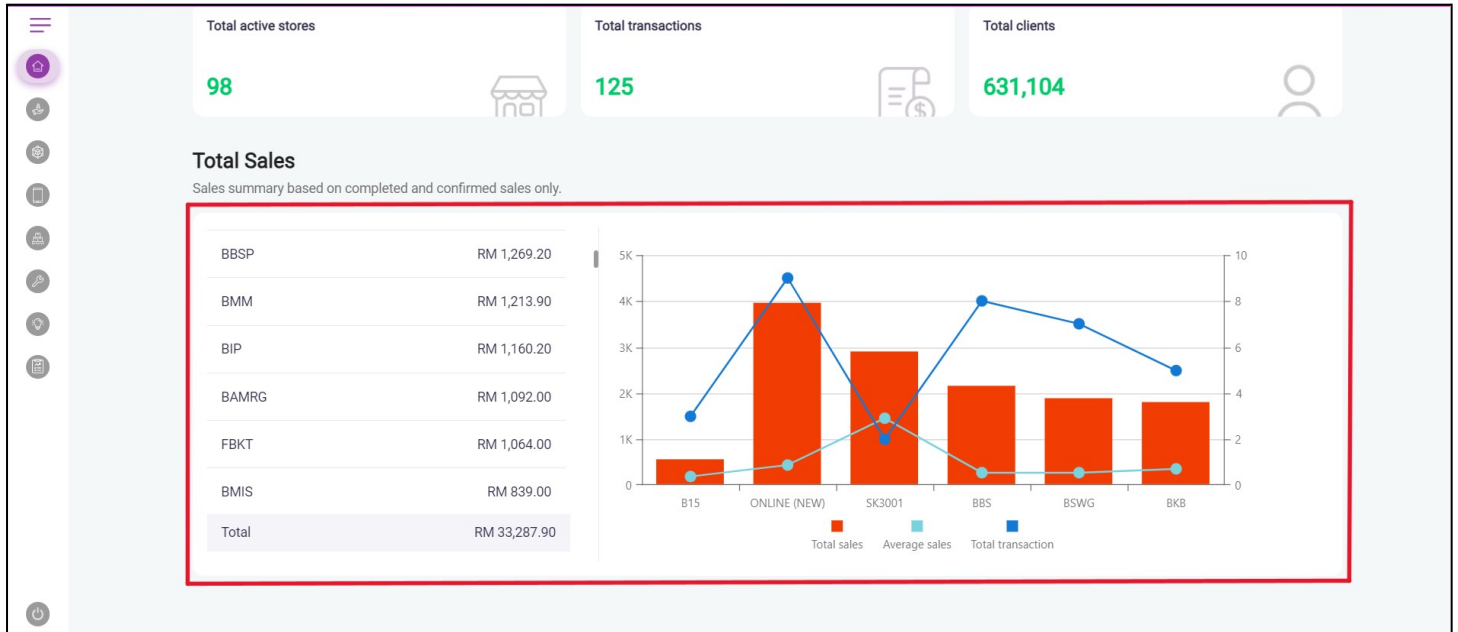 Total active stores Total transactions Total clients
98 125 631,104
Total Sales
Sales summary based on completed and confirmed sales only.
BBSP RM 1,269.20
BMM RM 1,213.90
BIP RM 1,160.20
BAMRG RM 1,092.00
FBKT RM 1,064.00
BMIS RM 839.00
Total RM 33,287.90
5K 10
4K 8
3K 6
2K 4
1K 2
0 0
B15 ONLINE (NEW) SK3001 BBS BSWG BKB
Total sales Average sales Total transaction